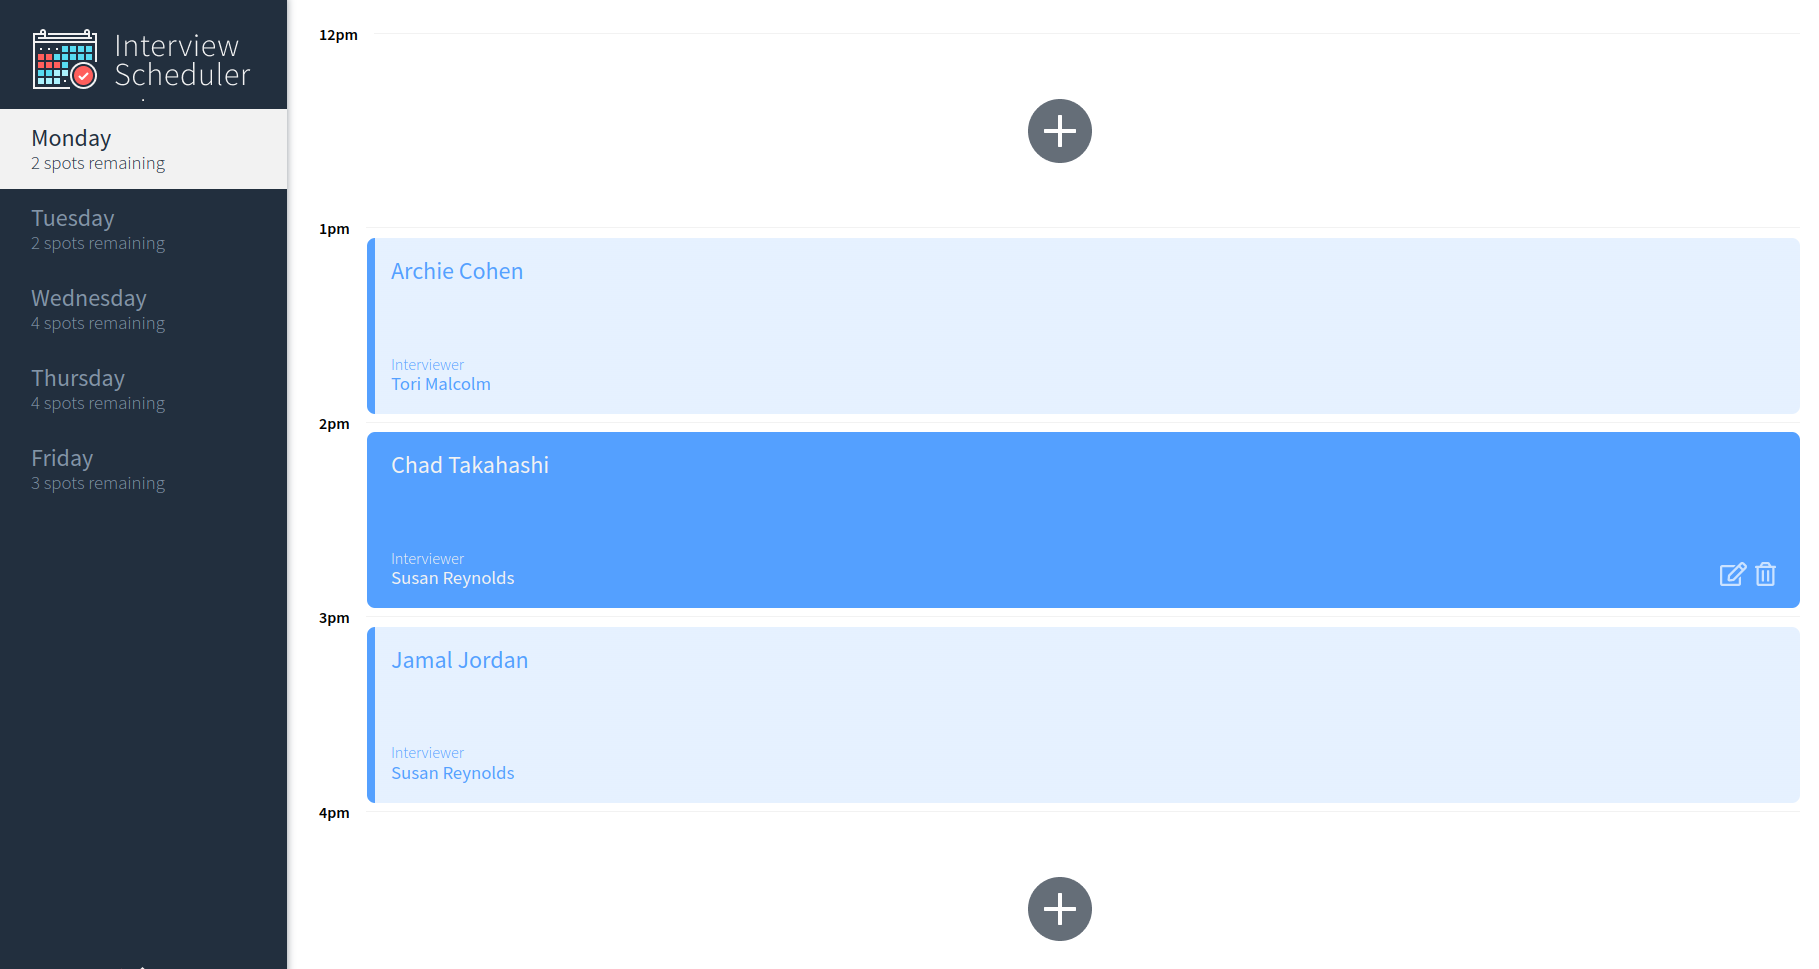 Interview
Scheduler
Monday
2 spots remaining
Tuesday
2 spots remaining
Wednesday
4 spots remaining
Thursday
4 spots remaining
Friday
3 spots remaining
12pm
1pm
Archie Cohen
Interviewer
Tori Malcolm
2pm
Chad Takahashi
Interviewer
Susan Reynolds
3pm
Jamal Jordan
Interviewer
Susan Reynolds
4pm